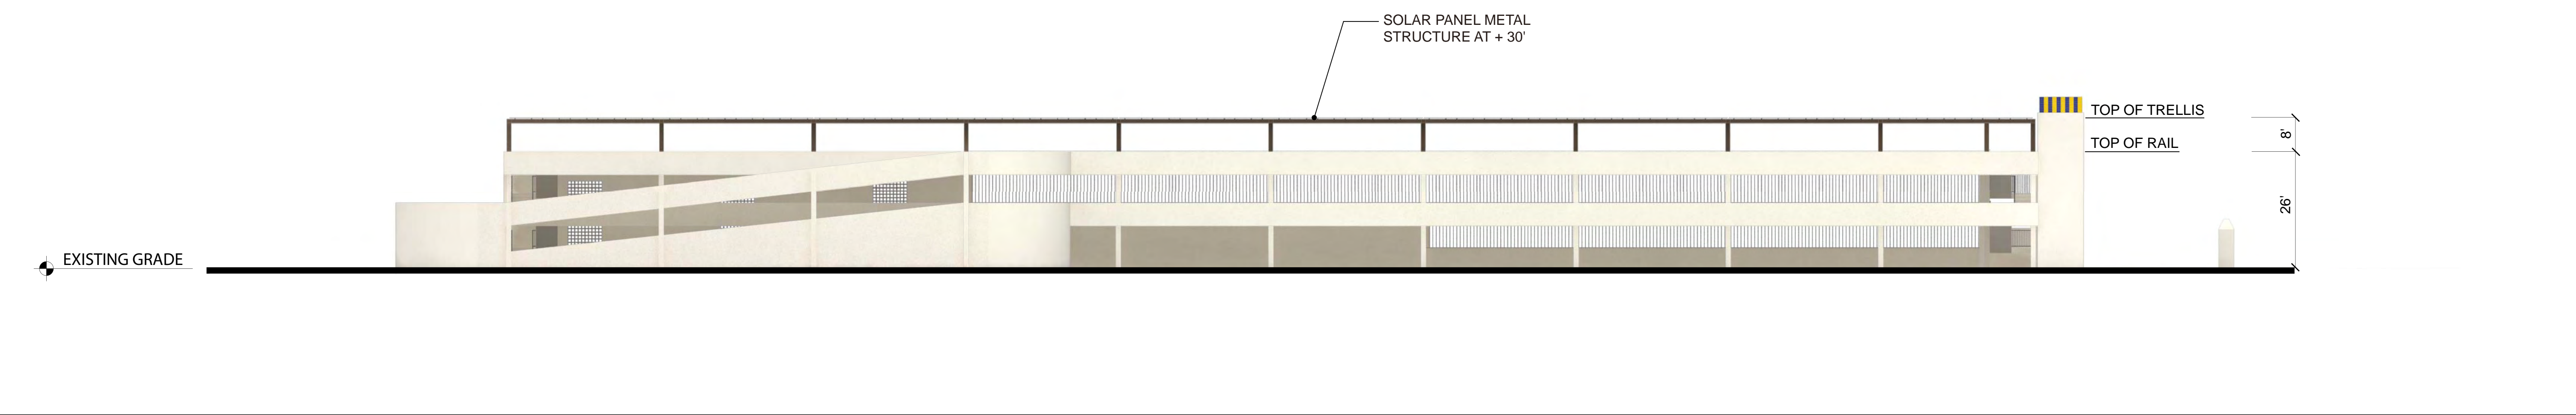 SOLAR PANEL METAL
STRUCTURE AT + 30'
TOP OF TRELLIS
8'
TOP OF RAIL
26'
EXISTING GRADE